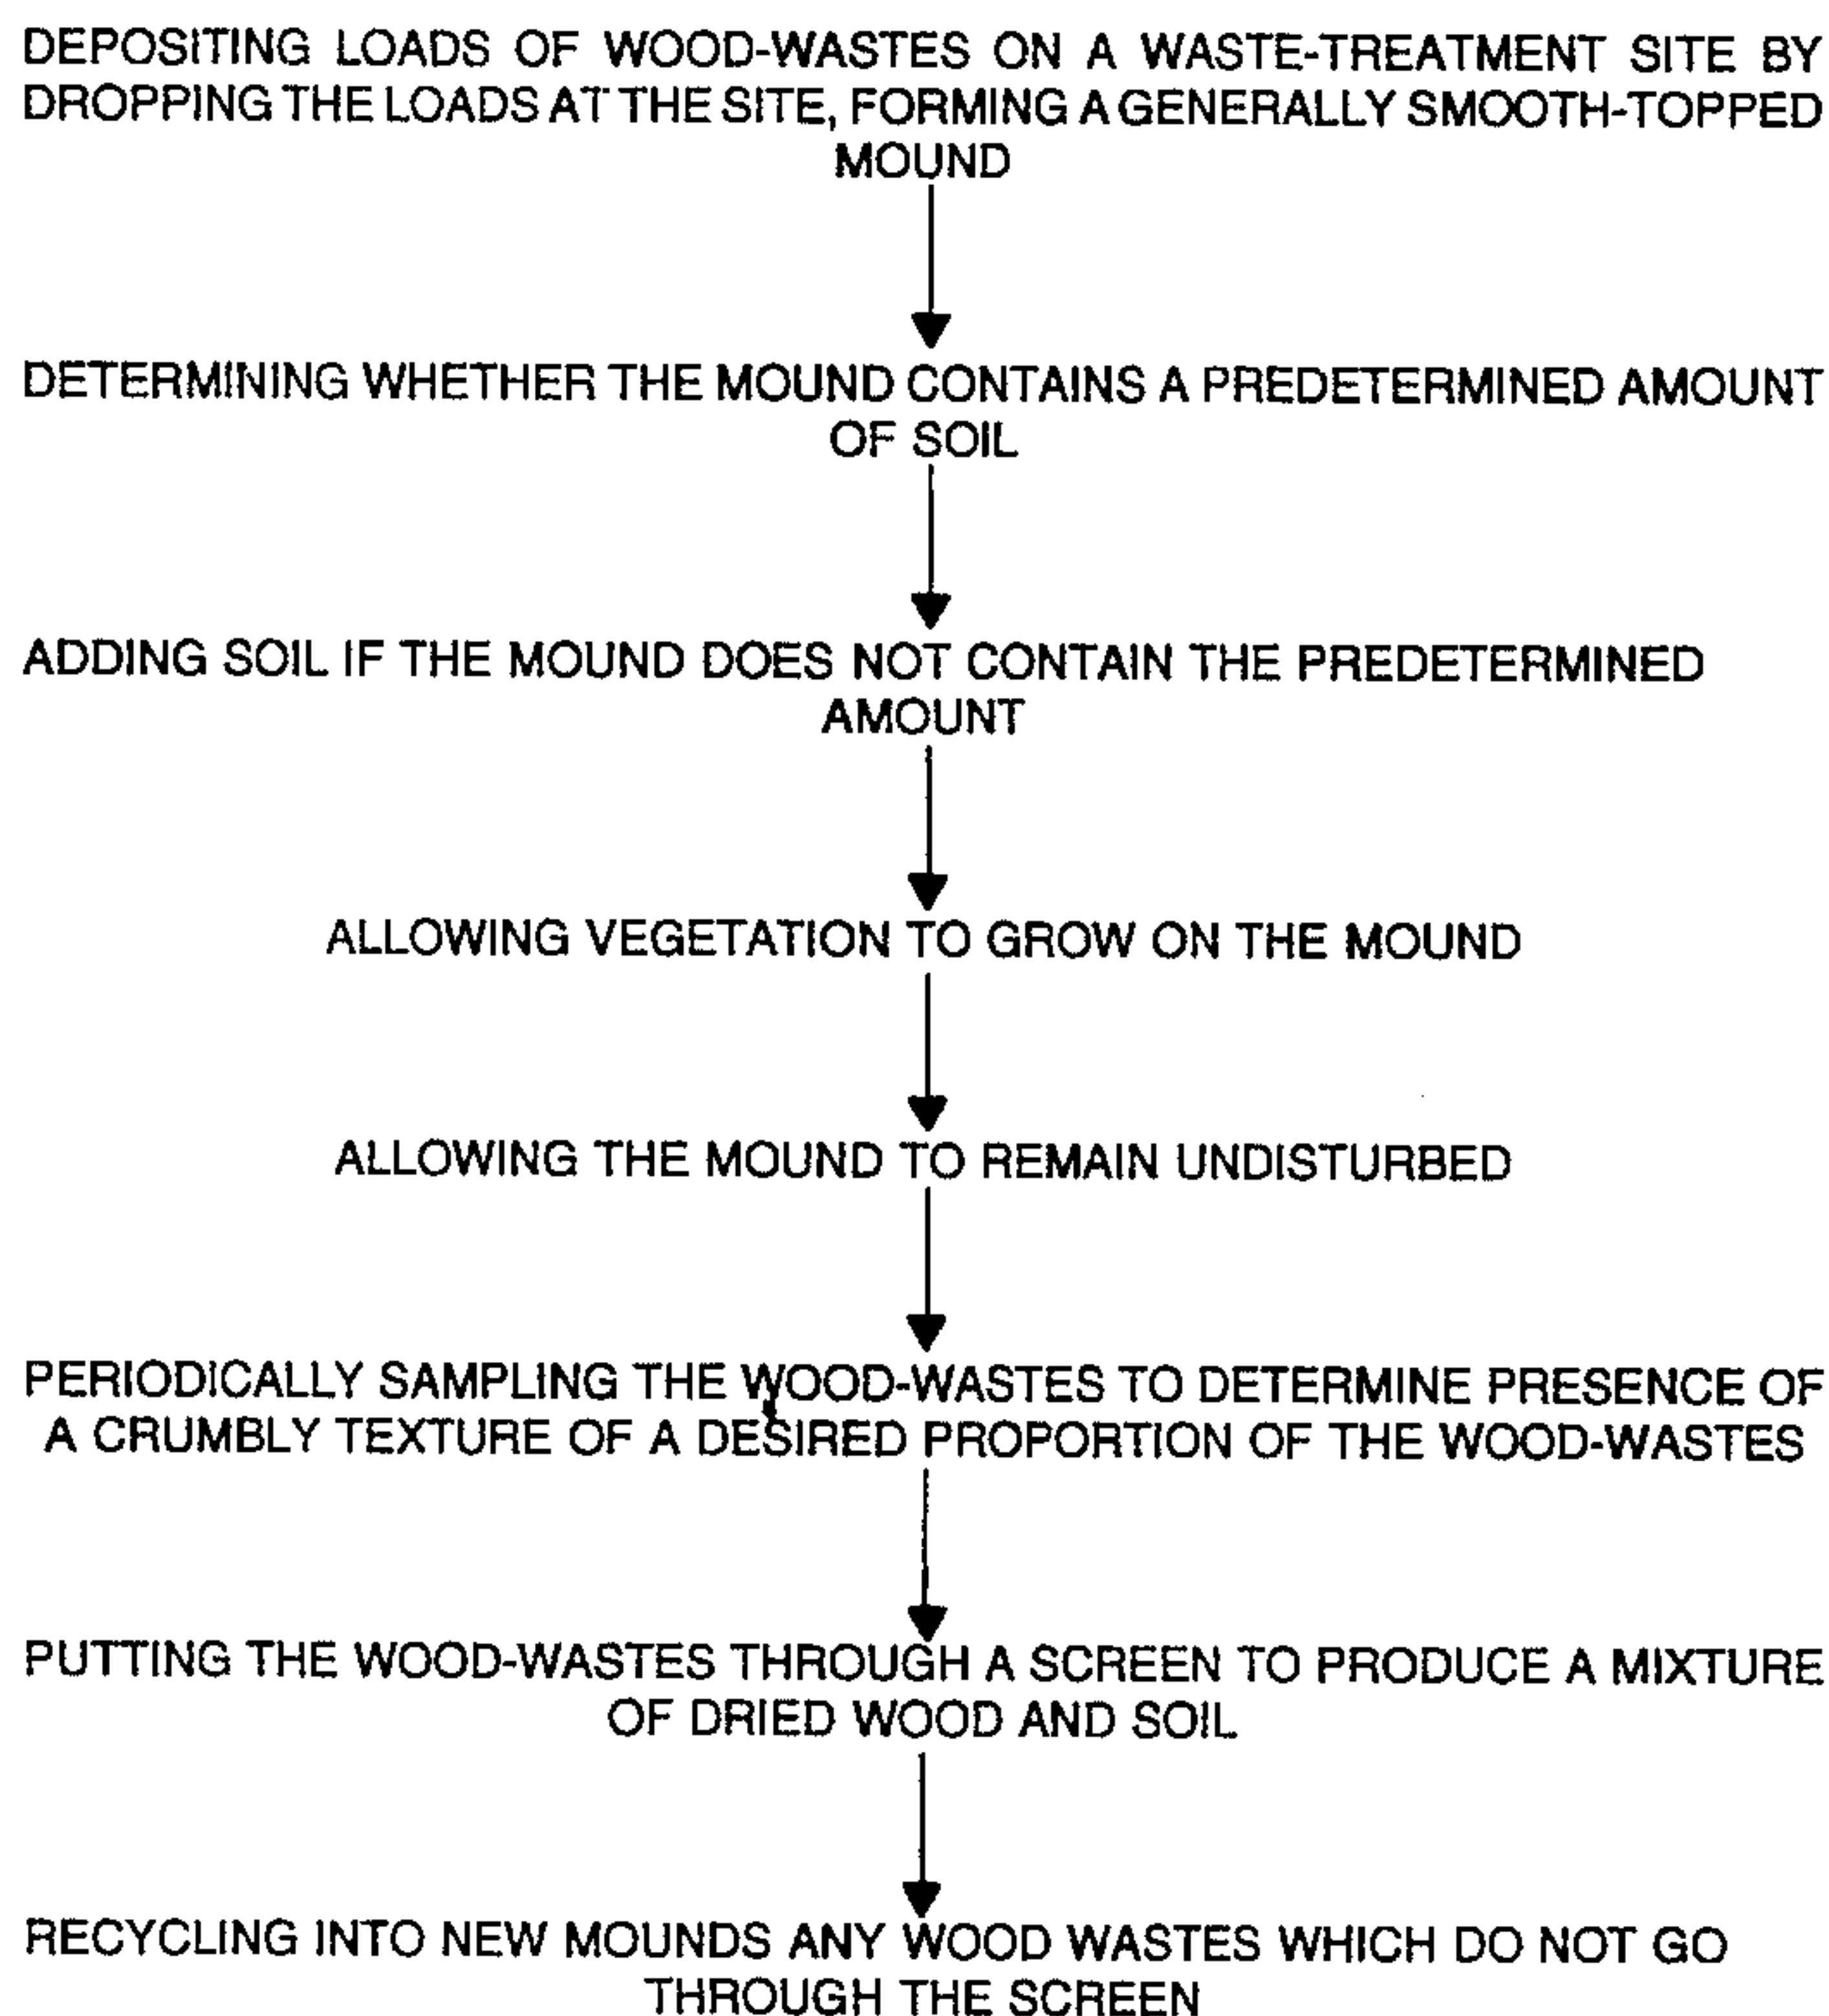 DEPOSITING LOADS OF WOOD-WASTES ON A WASTE-TREATMENT SITE BY
DROPPING THE LOADS AT THE SITE, FORMING A GENERALLY SMOOTH-TOPPED
MOUND
DETERMINING WHETHER THE MOUND CONTAINS A PREDETERMINED AMOUNT
OF SOIL
ADDING SOIL IF THE MOUND DOES NOT CONTAIN THE PREDETERMINED
AMOUNT
ALLOWING VEGETATION TO GROW ON THE MOUND
ALLOWING THE MOUND TO REMAIN UNDISTURBED
PERIODICALLY SAMPLING THE WOOD-WASTES TO DETERMINE PRESENCE OF
A CRUMBLY TEXTURE OF A DESIRED PROPORTION OF THE WOOD-WASTES
PUTTING THE WOOD-WASTES THROUGH A SCREEN TO PRODUCE A MIXTURE
OF DRIED WOOD AND SOIL
RECYCLING INTO NEW MOUNDS ANY WOOD WASTES WHICH DO NOT GO
THROUGH THE SCREEN